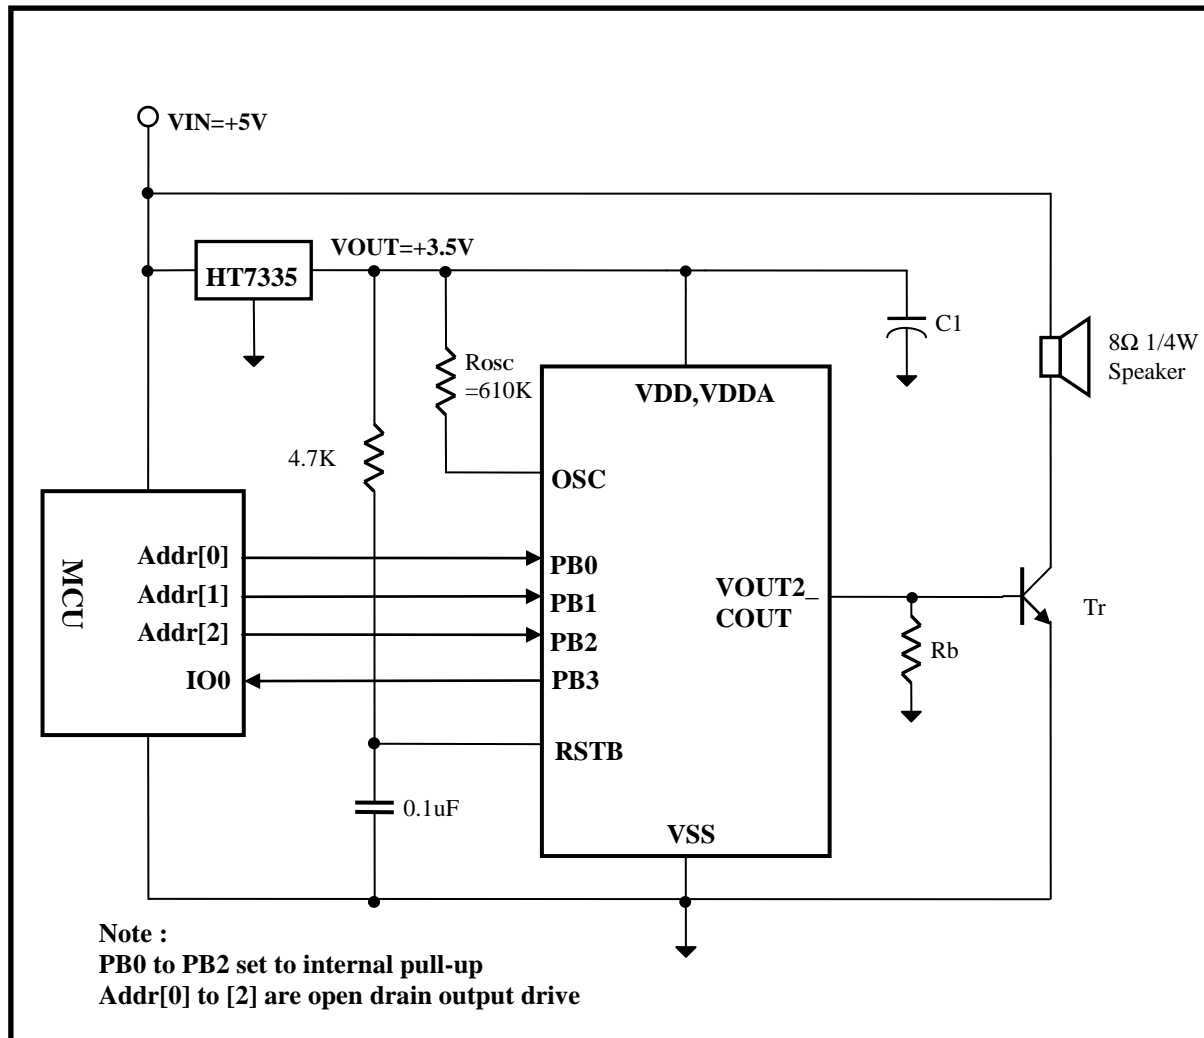 VIN=+5V
VOUT=+3.5V
HT7335
C1
8Ω 1/4W
Speaker
Rosc
=610K
VDD,VDDA
4.7K
OSC
MCU
Addr[0]
Addr[1]
Addr[2]
IO0
PB0
PB1
PB2
PB3
VOUT2_
COUT
Tr
Rb
RSTB
0.1uF
VSS
Note :
PB0 to PB2 set to internal pull-up
Addr[0] to [2] are open drain output drive